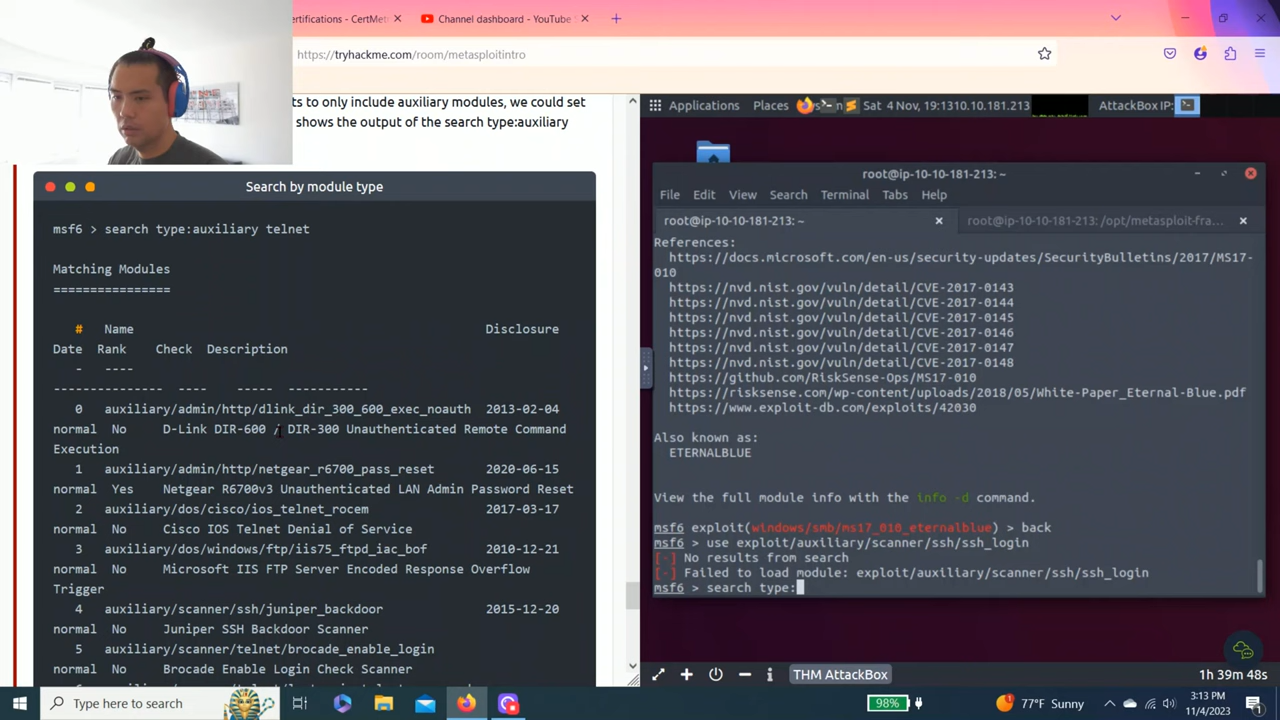 ertifications - CertMet
Channel dashboard - YouTube
https://tryhackme.com/room/metasploitintro
ts to only include auxiliary modules, we could set
shows the output of the search type:auxiliary
Search by module type
msf6 > search type:auxiliary telnet
Matching Modules
================
# Name Disclosure
Date Rank Check Description
- ----
--------------- ---- ----- -----------
0 auxiliary/admin/http/dlink_dir_300_600_exec_noauth 2013-02-04
normal No D-Link DIR-600 / DIR-300 Unauthenticated Remote Command
Execution
1 auxiliary/admin/http/netgear_r6700_pass_reset 2020-06-15
normal Yes Netgear R6700v3 Unauthenticated LAN Admin Password Reset
2 auxiliary/dos/cisco/ios_telnet_rocem 2017-03-17
normal No Cisco IOS Telnet Denial of Service
3 auxiliary/dos/windows/ftp/iis75_ftpd_iac_bof 2010-12-21
normal No Microsoft IIS FTP Server Encoded Response Overflow
Trigger
4 auxiliary/scanner/ssh/juniper_backdoor 2015-12-20
normal No Juniper SSH Backdoor Scanner
5 auxiliary/scanner/telnet/brocade_enable_login
normal No Brocade Enable Login Check Scanner
Applications Places Sat 4 Nov, 19:13 10.10.181.213 AttackBox IP:
root@ip-10-10-181-213: ~
File Edit View Search Terminal Tabs Help
root@ip-10-10-181-213: ~
root@ip-10-10-181-213: /opt/metasploit-fra...
References:
https://docs.microsoft.com/en-us/security-updates/SecurityBulletins/2017/MS17-
010
https://nvd.nist.gov/vuln/detail/CVE-2017-0143
https://nvd.nist.gov/vuln/detail/CVE-2017-0144
https://nvd.nist.gov/vuln/detail/CVE-2017-0145
https://nvd.nist.gov/vuln/detail/CVE-2017-0146
https://nvd.nist.gov/vuln/detail/CVE-2017-0147
https://nvd.nist.gov/vuln/detail/CVE-2017-0148
https://github.com/RiskSense-Ops/MS17-010
https://risksense.com/wp-content/uploads/2018/05/White-Paper_Eternal-Blue.pdf
https://www.exploit-db.com/exploits/42030
Also known as:
ETERNALBLUE
View the full module info with the info -d command.
msf6 exploit(windows/smb/ms17_010_eternalblue) > back
msf6 > use exploit/auxiliary/scanner/ssh/ssh_login
[-] No results from search
[-] Failed to load module: exploit/auxiliary/scanner/ssh/ssh_login
msf6 > search type:
THM AttackBox
1h 39m 48s
Type here to search
98%
77°F Sunny
3:13 PM
11/4/2023